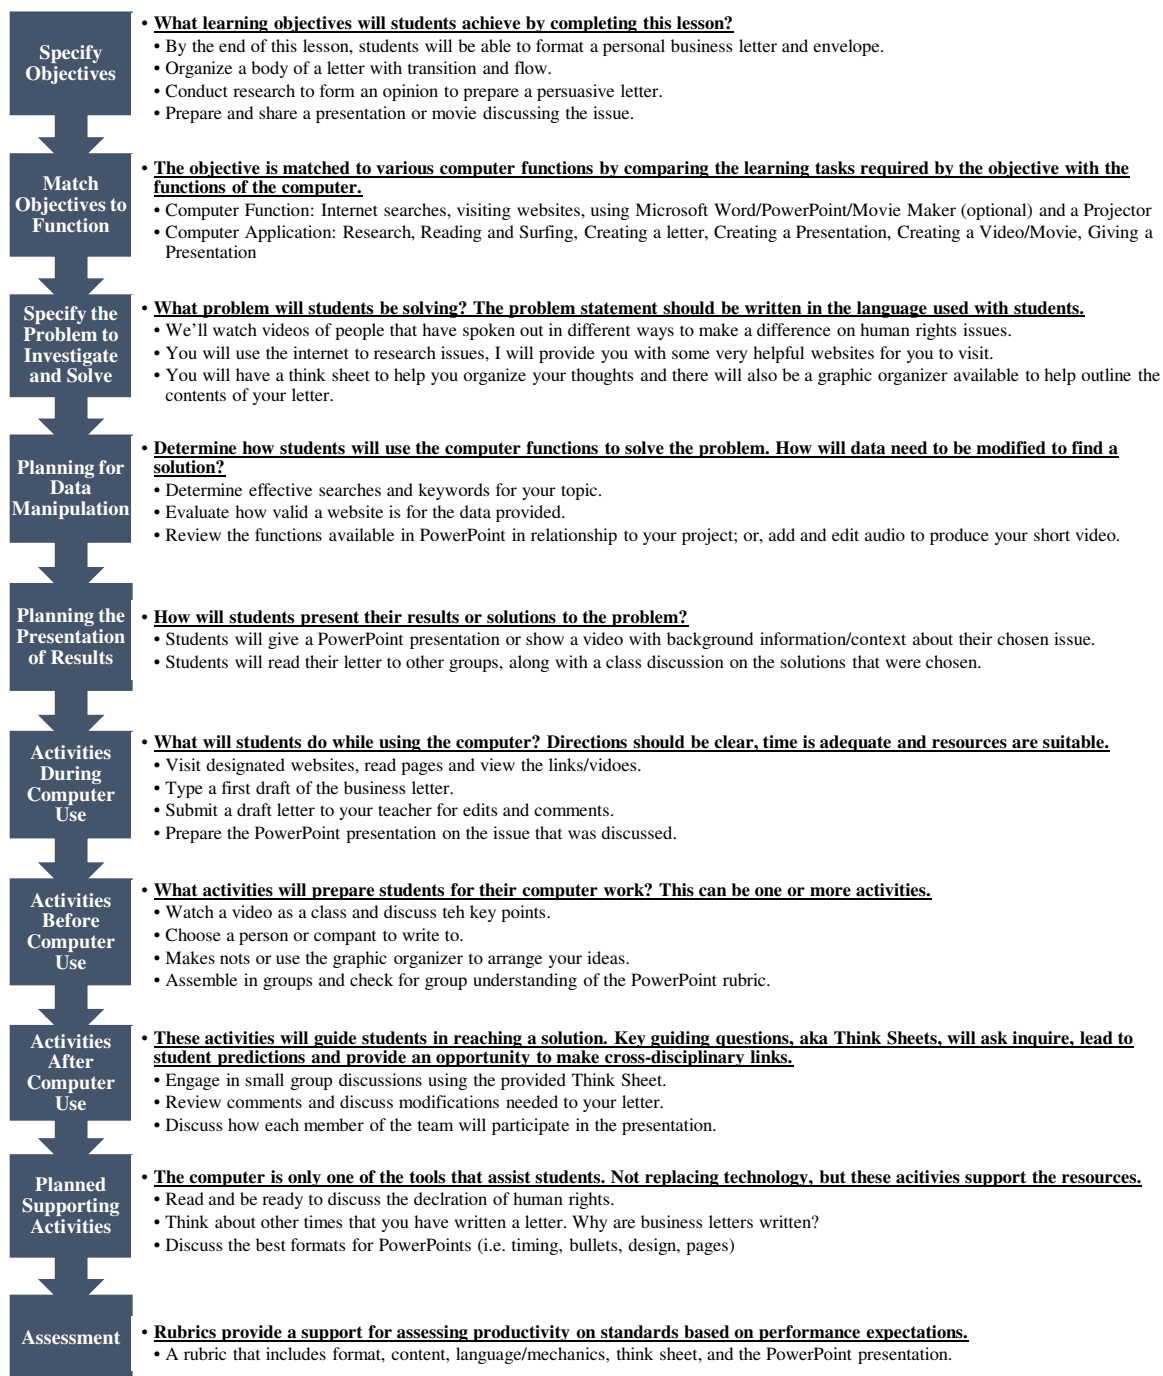 Specify
Objectives
• What learning objectives will students achieve by completing this lesson?
• By the end of this lesson, students will be able to format a personal business letter and envelope.
• Organize a body of a letter with transition and flow.
• Conduct research to form an opinion to prepare a persuasive letter.
• Prepare and share a presentation or movie discussing the issue.
Match
Objectives to
Function
• The objective is matched to various computer functions by comparing the learning tasks required by the objective with the
functions of the computer.
• Computer Function: Internet searches, visiting websites, using Microsoft Word/PowerPoint/Movie Maker (optional) and a Projector
• Computer Application: Research, Reading and Surfing, Creating a letter, Creating a Presentation, Creating a Video/Movie, Giving a
Presentation
Specify the
Problem to
Investigate
and Solve
• What problem will students be solving? The problem statement should be written in the language used with students.
• We'll watch videos of people that have spoken out in different ways to make a difference on human rights issues.
• You will use the internet to research issues, I will provide you with some very helpful websites for you to visit.
• You will have a think sheet to help you organize your thoughts and there will also be a graphic organizer available to help outline the
contents of your letter.
Planning for
Data
Manipulation
• Determine how students will use the computer functions to solve the problem. How will data need to be modified to find a
solution?
• Determine effective searches and keywords for your topic.
• Evaluate how valid a website is for the data provided.
• Review the functions available in PowerPoint in relationship to your project; or, add and edit audio to produce your short video.
Planning the
Presentation
of Results
• How will students present their results or solutions to the problem?
• Students will give a PowerPoint presentation or show a video with background information/context about their chosen issue.
• Students will read their letter to other groups, along with a class discussion on the solutions that were chosen.
Activities
During
Computer
Use
• What will students do while using the computer? Directions should be clear, time is adequate and resources are suitable.
• Visit designated websites, read pages and view the links/vidoes.
• Type a first draft of the business letter.
• Submit a draft letter to your teacher for edits and comments.
• Prepare the PowerPoint presentation on the issue that was discussed.
Activities
Before
Computer
Use
• What activities will prepare students for their computer work? This can be one or more activities.
• Watch a video as a class and discuss teh key points.
• Choose a person or compant to write to.
• Makes nots or use the graphic organizer to arrange your ideas.
• Assemble in groups and check for group understanding of the PowerPoint rubric.
Activities
After
Computer
Use
• These activities will guide students in reaching a solution. Key guiding questions, aka Think Sheets, will ask inquire, lead to
student predictions and provide an opportunity to make cross-disciplinary links.
• Engage in small group discussions using the provided Think Sheet.
• Review comments and discuss modifications needed to your letter.
• Discuss how each member of the team will participate in the presentation.
Planned
Supporting
Activities
• The computer is only one of the tools that assist students. Not replacing technology, but these acitivies support the resources.
• Read and be ready to discuss the declration of human rights.
• Think about other times that you have written a letter. Why are business letters written?
• Discuss the best formats for PowerPoints (i.e. timing, bullets, design, pages)
Assessment
• Rubrics provide a support for assessing productivity on standards based on performance expectations.
• A rubric that includes format, content, language/mechanics, think sheet, and the PowerPoint presentation.